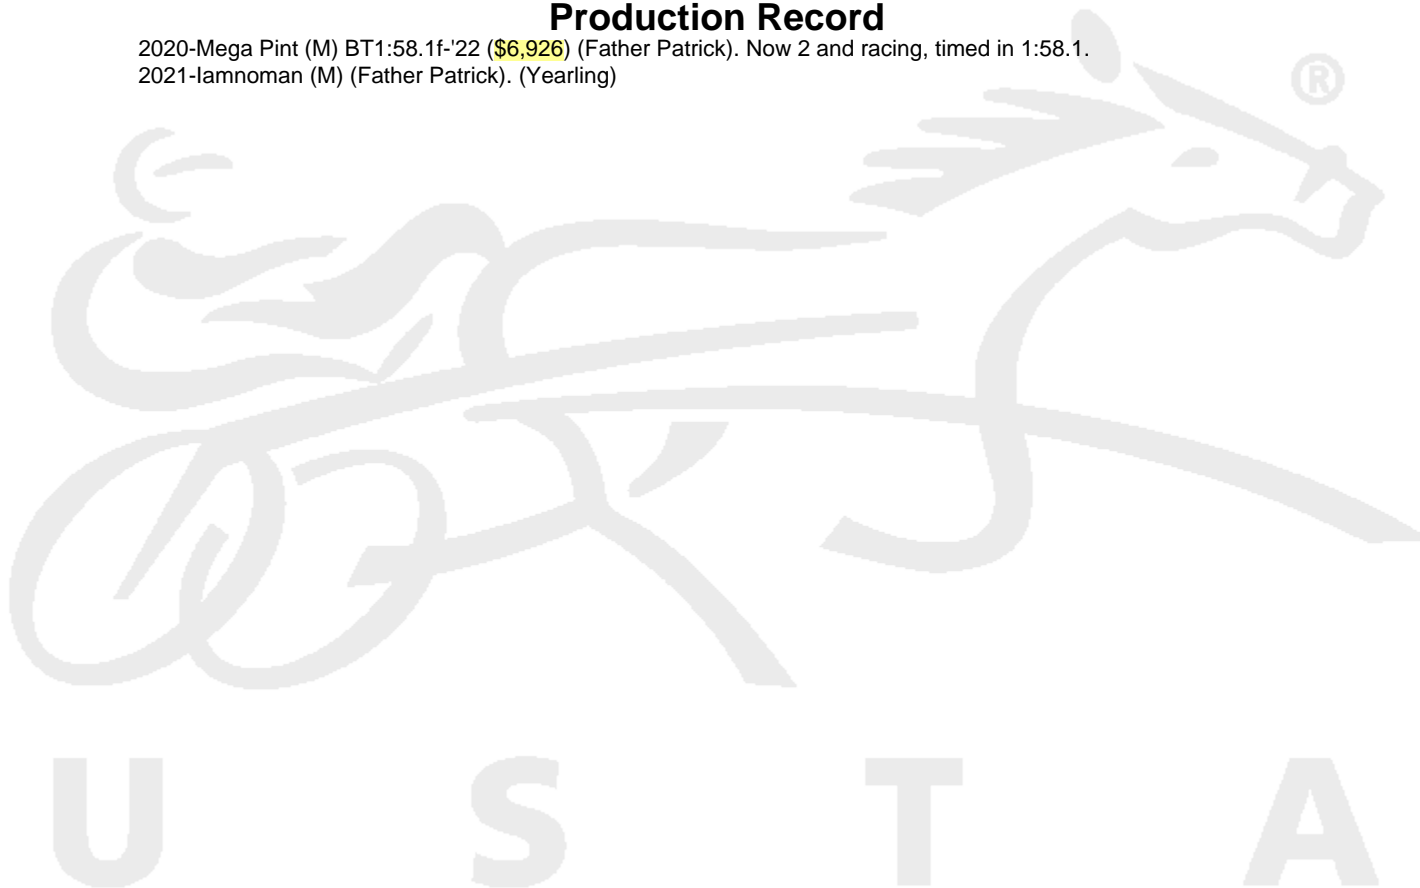 Production Record
2020-Mega Pint (M) BT1:58.1f-'22 ($6,926) (Father Patrick). Now 2 and racing, timed in 1:58.1.
2021-Iamnoman (M) (Father Patrick). (Yearling)
®
U S T A